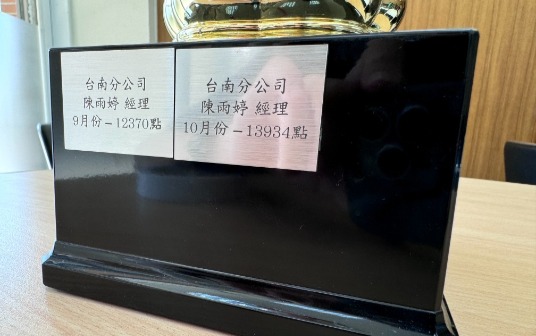 台南分公司
陳雨婷 經理
9月份－12370點
台南分公司
陳雨婷 經理
10月份－13934點